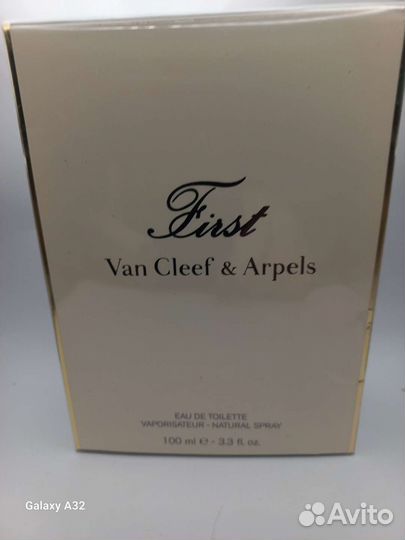 First
Van Cleef & Arpels
EAU DE TOILETTE
VAPORISATEUR - NATURAL SPRAY
100 ml ℮ - 3.3 fl. oz.
Galaxy A32
Avito